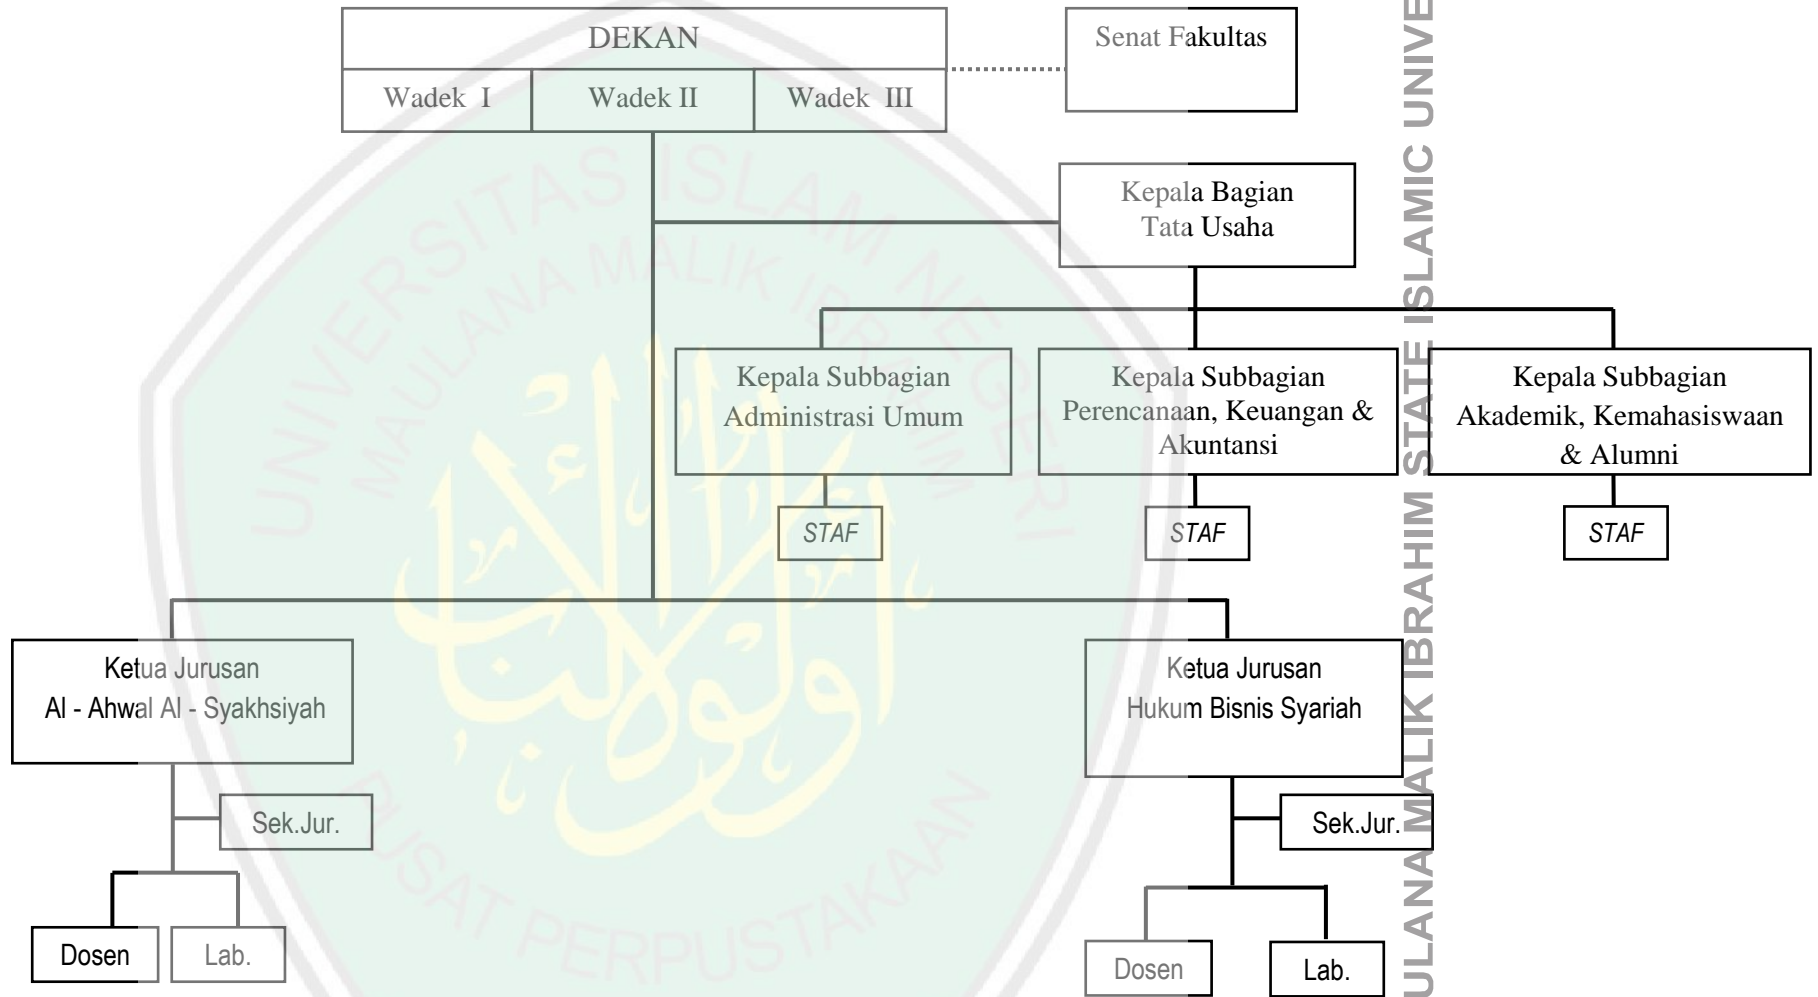 DEKAN
Senat Fakultas
Wadek I
Wadek II
Wadek III
Kepala Bagian
Tata Usaha
Kepala Subbagian
Administrasi Umum
Kepala Subbagian
Perencanaan, Keuangan &
Akuntansi
Kepala Subbagian
Akademik, Kemahasiswaan
& Alumni
STAF
STAF
STAF
Ketua Jurusan
Al - Ahwal Al - Syakhsiyah
Ketua Jurusan
Hukum Bisnis Syariah
Sek.Jur.
Sek.Jur.
Dosen
Lab.
Dosen
Lab.
UNIVERSITAS ISLAM NEGERI
MAULANA MALIK IBRAHIM
PUSAT PERPUSTAKAAN
ULANA MALIK IBRAHIM STATE ISLAMIC UNIVE